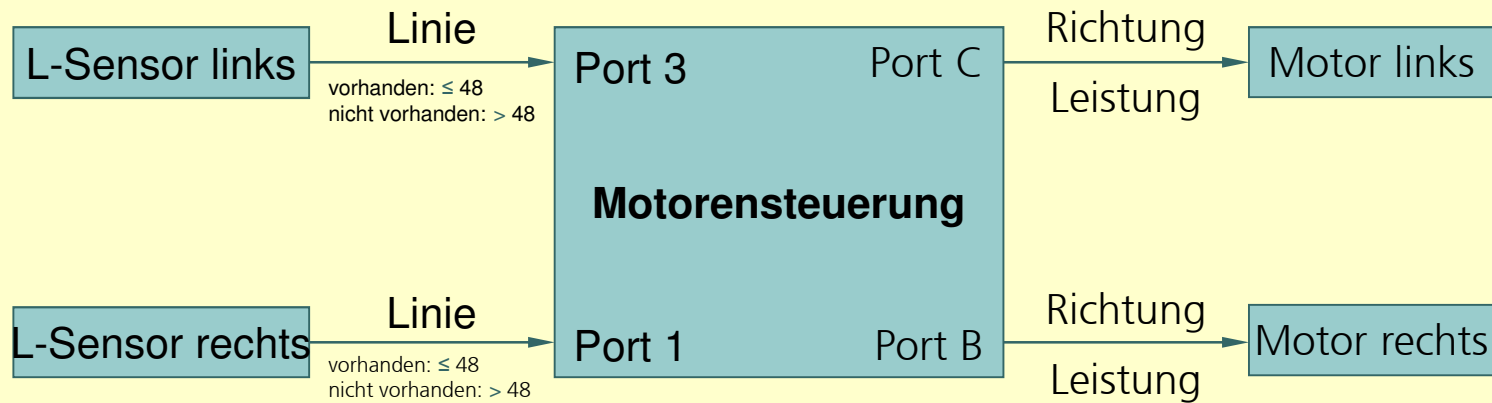 L-Sensor links
Linie
vorhanden: ≤ 48
nicht vorhanden: > 48
Port 3
Port C
Richtung
Leistung
Motor links
Motorensteuerung
L-Sensor rechts
Linie
vorhanden: ≤ 48
nicht vorhanden: > 48
Port 1
Port B
Richtung
Leistung
Motor rechts